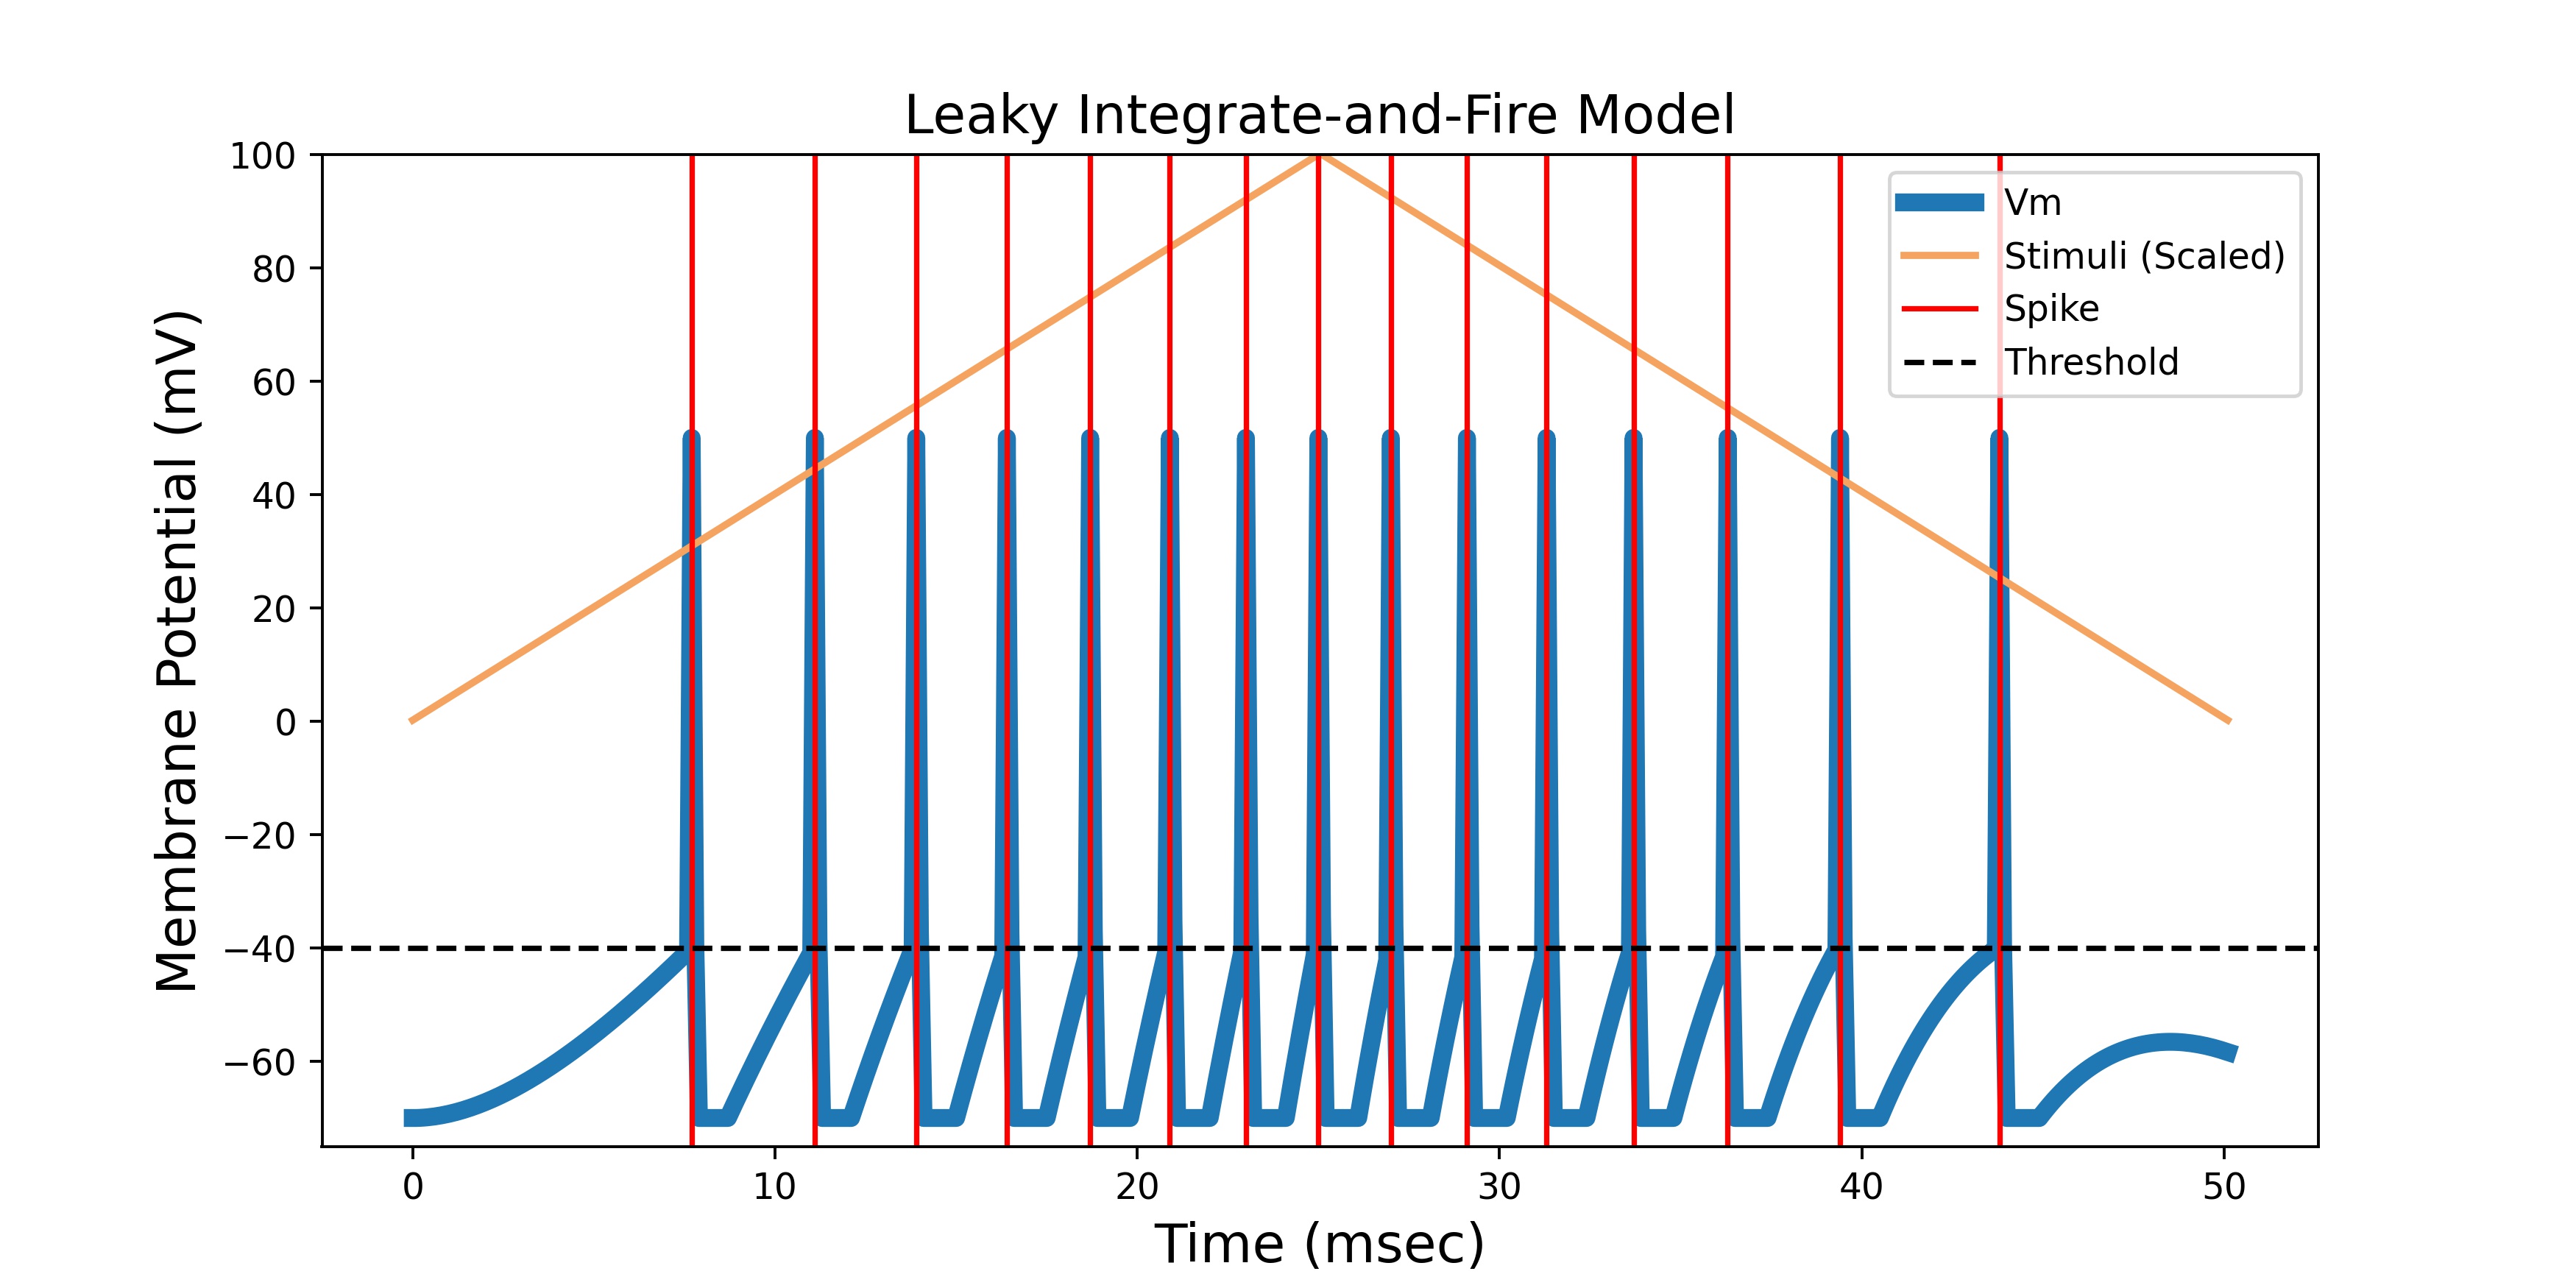 Leaky Integrate-and-Fire Model
Membrane Potential (mV)
100
80
60
40
20
0
−20
−40
−60
Vm
Stimuli (Scaled)
Spike
Threshold
0 10 20 30 40 50
Time (msec)